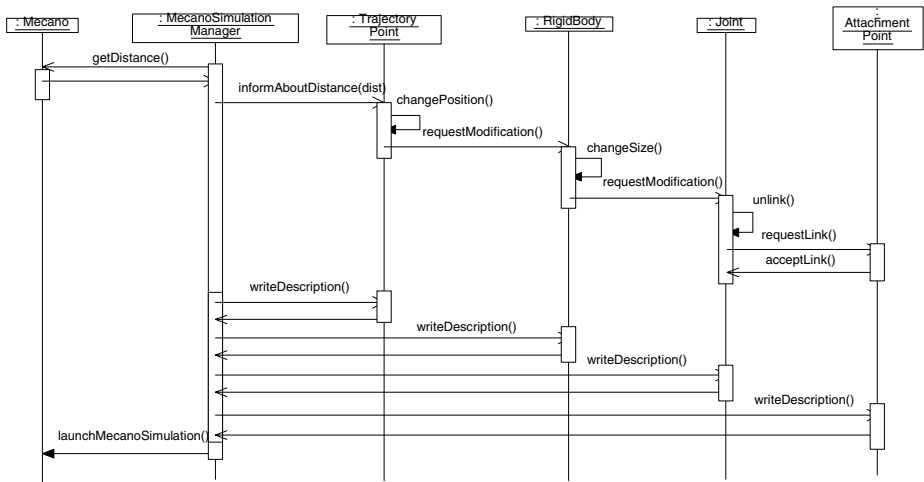 : Mecano
: MecanoSimulation
Manager
: Trajectory
Point
: RigidBody
: Joint
:
Attachment
Point
getDistance()
informAboutDistance(dist)
changePosition()
requestModification()
changeSize()
requestModification()
unlink()
requestLink()
acceptLink()
writeDescription()
writeDescription()
writeDescription()
writeDescription()
launchMecanoSimulation()